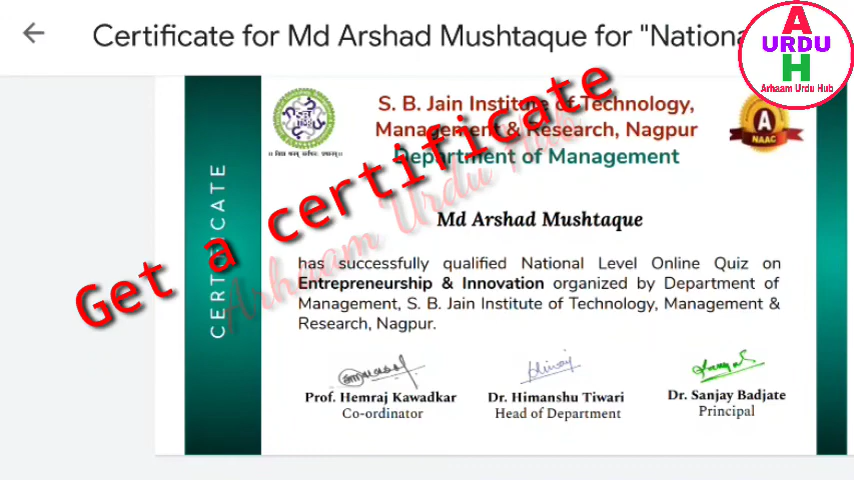 Certificate for Md Arshad Mushtaque for "Nationa
A
URDU
H
Arhaam Urdu Hub
S. B. Jain Institute of Technology,
Management & Research, Nagpur
Department of Management
A
NAAC
Get a certificate
Arhaam Urdu Hub
CERTIFICATE
Md Arshad Mushtaque
has successfully qualified National Level Online Quiz on
Entrepreneurship & Innovation organized by Department of
Management, S. B. Jain Institute of Technology, Management &
Research, Nagpur.
Prof. Hemraj Kawadkar
Co-ordinator
Dr. Himanshu Tiwari
Head of Department
Dr. Sanjay Badjate
Principal